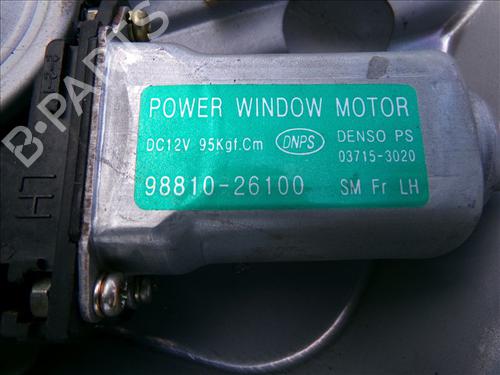 B-PARTS
POWER WINDOW MOTOR
DC12V 95Kgf.Cm DNPS DENSO PS
03715-3020
98810-26100 SM Fr LH
LH